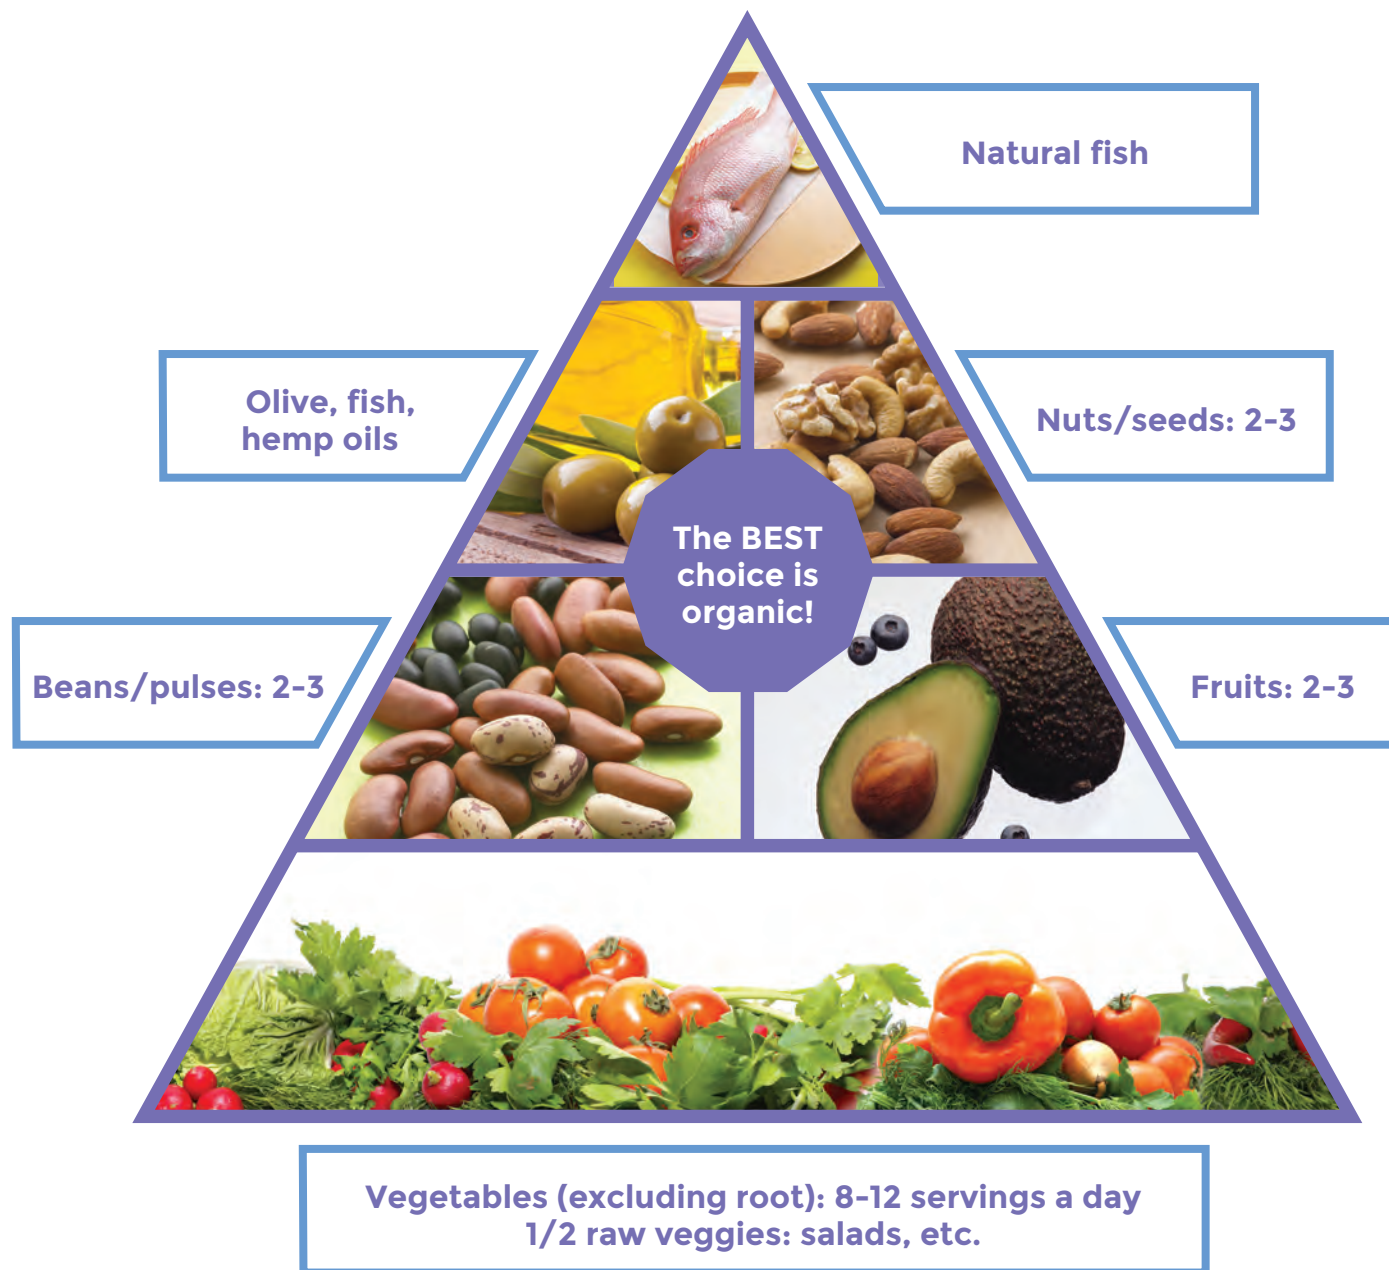 Natural fish
Olive, fish,
hemp oils
Nuts/seeds: 2-3
The BEST
choice is
organic!
Beans/pulses: 2-3
Fruits: 2-3
Vegetables (excluding root): 8-12 servings a day
1/2 raw veggies: salads, etc.